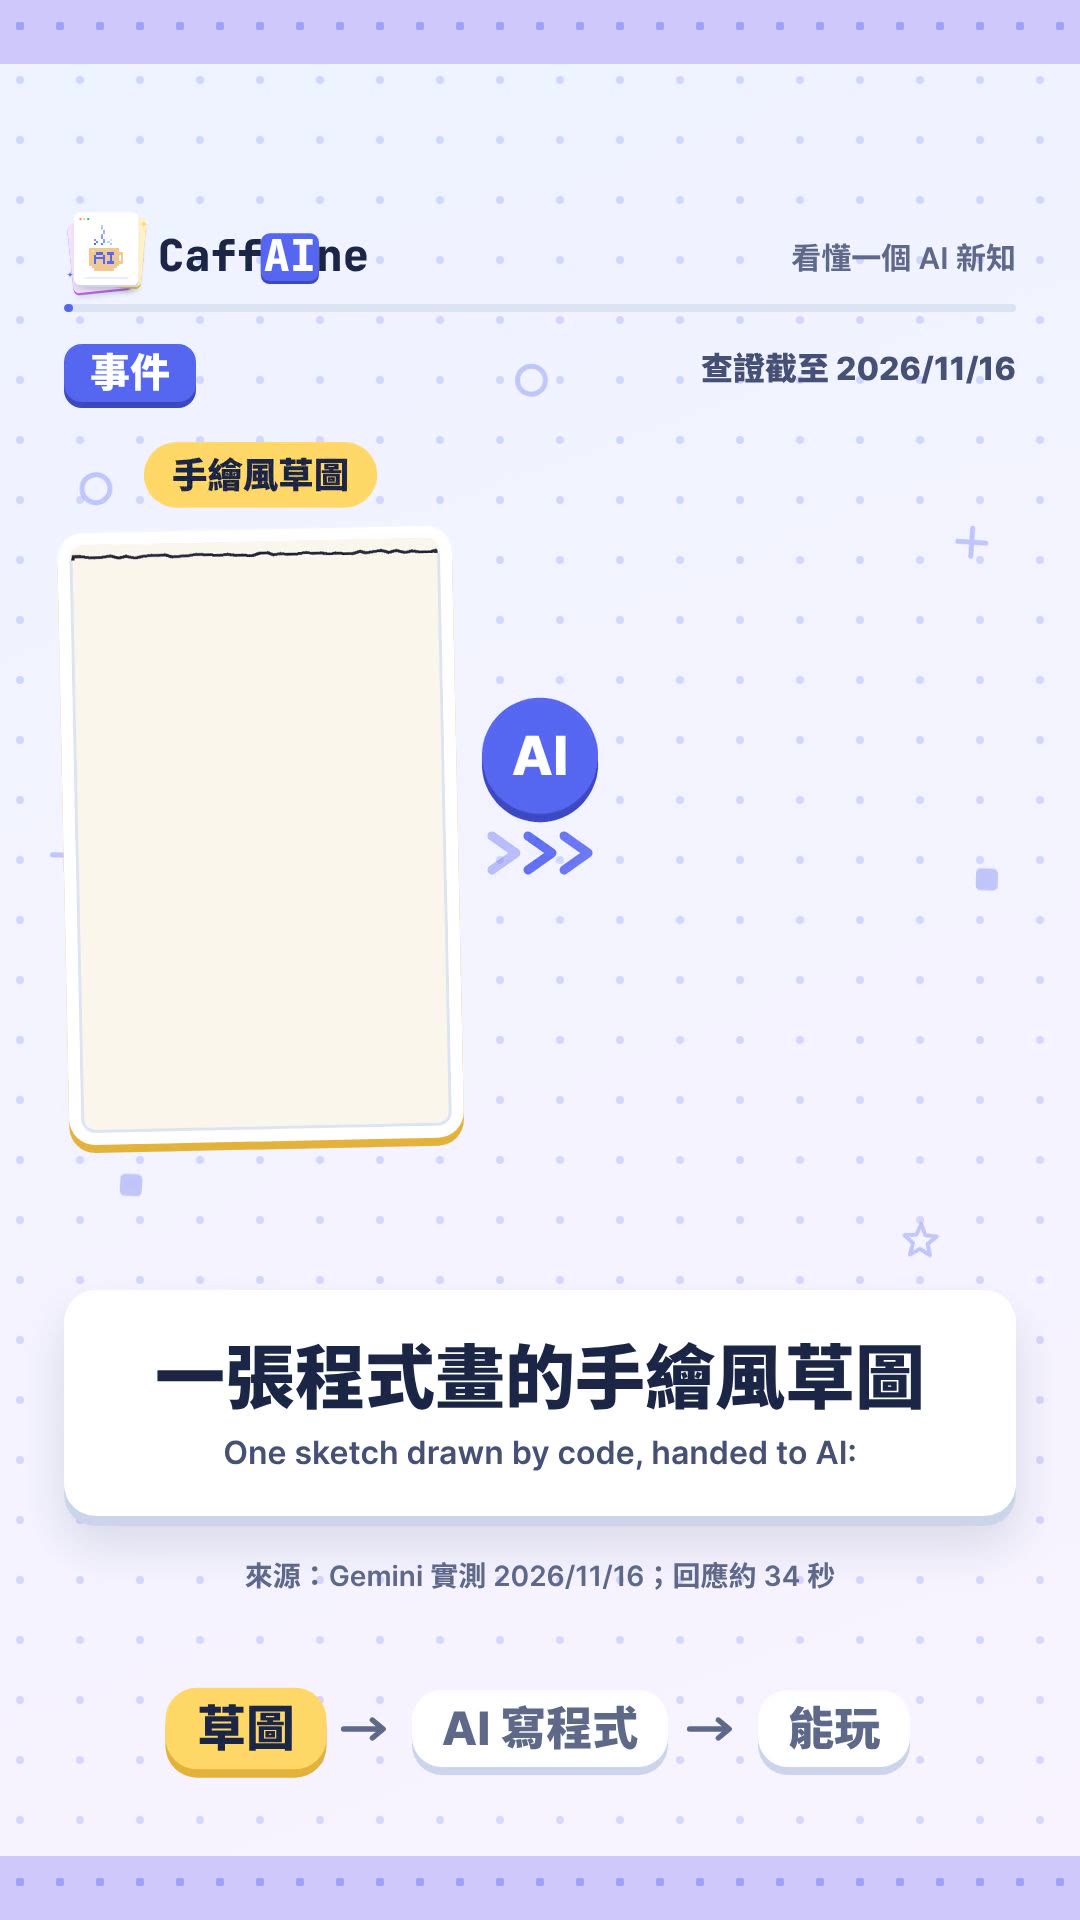 CaffAIne
看懂一個 AI 新知
事件
查證截至 2026/11/16
手繪風草圖
AI
一張程式畫的手繪風草圖
One sketch drawn by code, handed to AI:
來源：Gemini 實測 2026/11/16；回應約 34 秒
草圖 → AI 寫程式 → 能玩